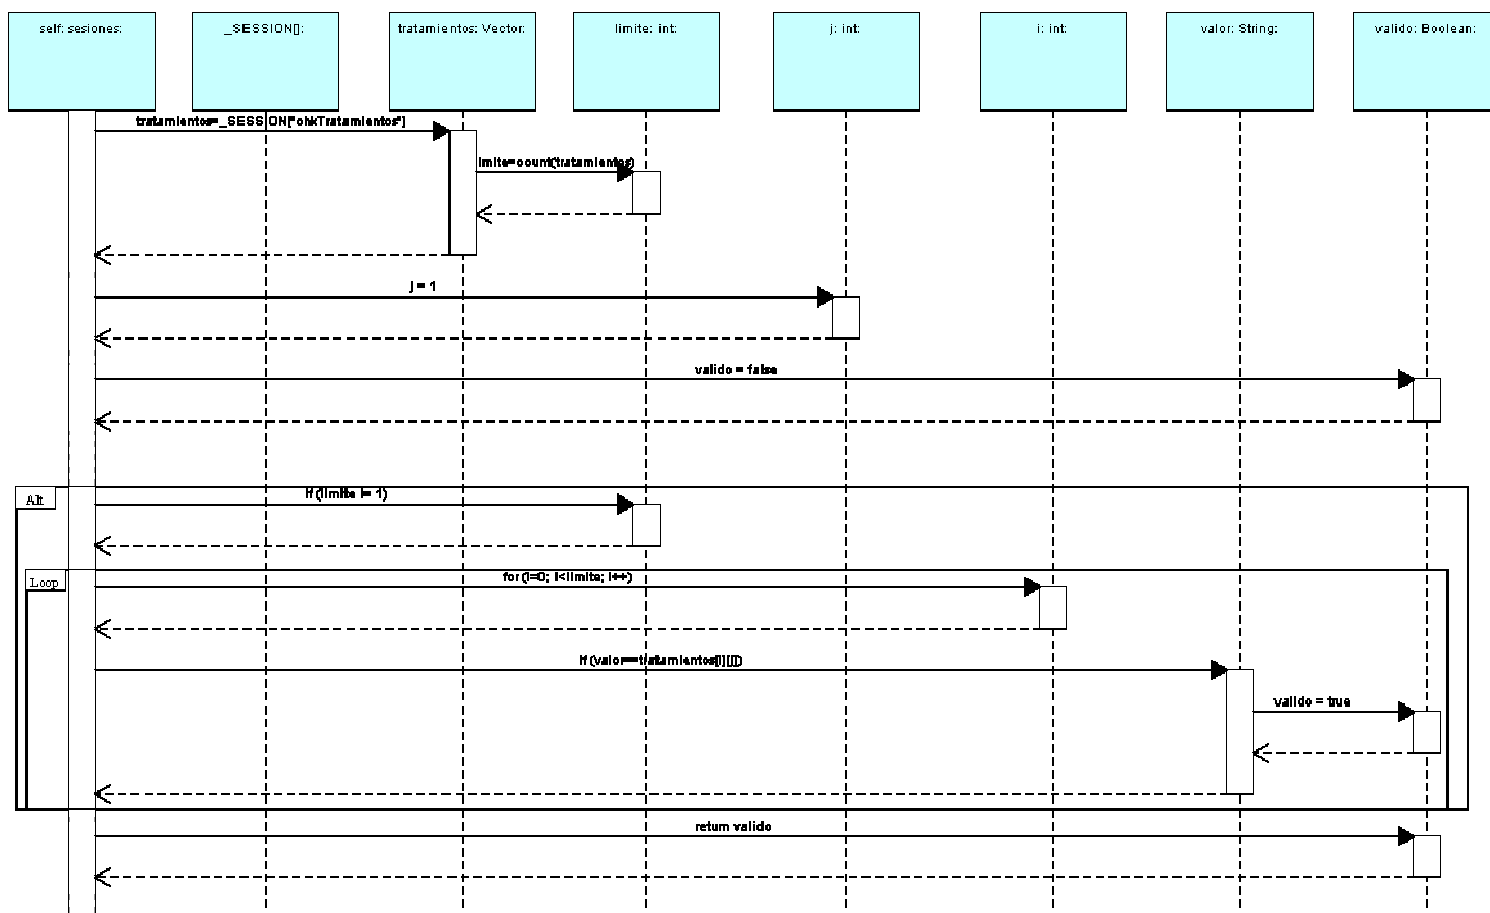 self: sesiones:
_SESSION[]:
tratamientos: Vector:
limite: int:
j: int:
i: int:
valor: String:
valido: Boolean:
tratamientos=_SESSION["chkTratamientos"]
limite=count(tratamientos)
j = 1
valido = false
Alt
if (limite != 1)
Loop
for (i=0; i<limite; i++)
if (valor==tratamientos[i][j])
valido = true
return valido